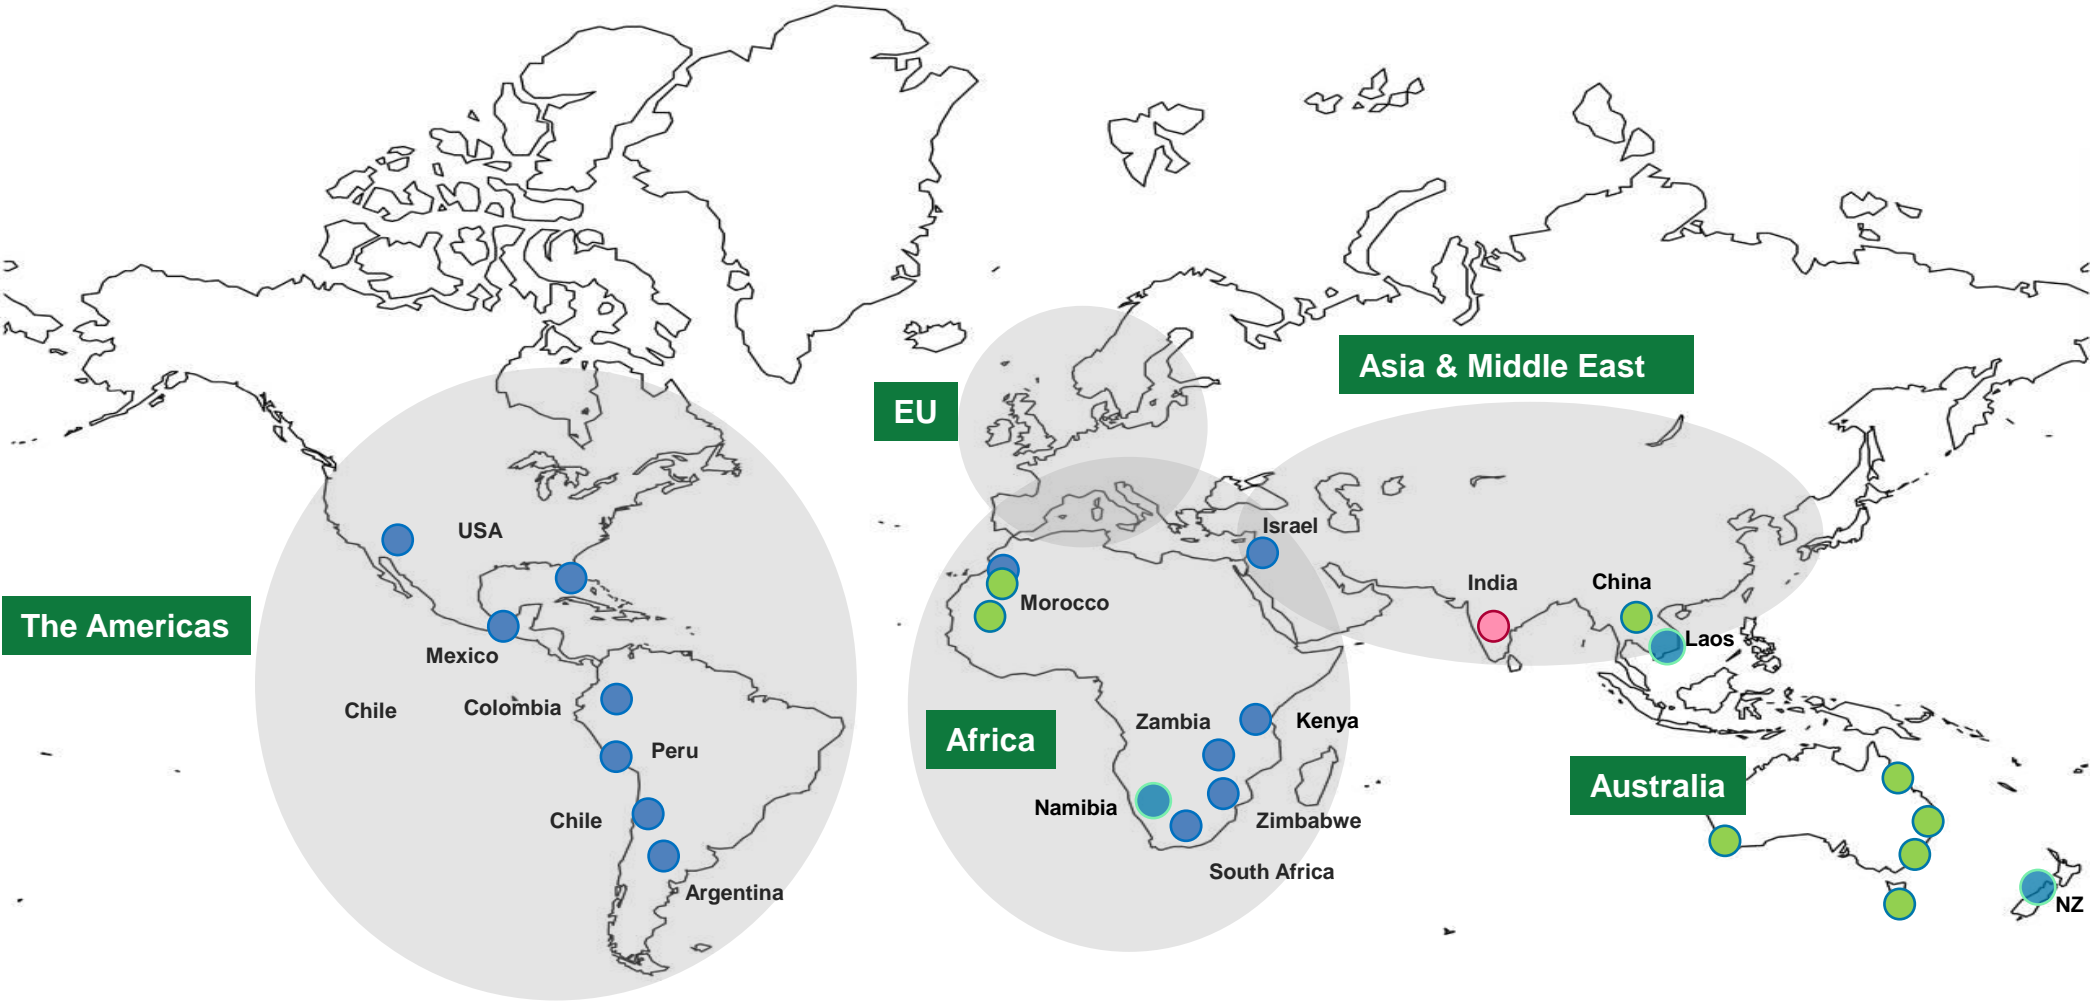 Asia & Middle East
EU
USA
Israel
India
China
The Americas
Morocco
Laos
Mexico
Chile
Colombia
Peru
Africa
Zambia
Kenya
Australia
Namibia
Chile
Zimbabwe
South Africa
Argentina
NZ